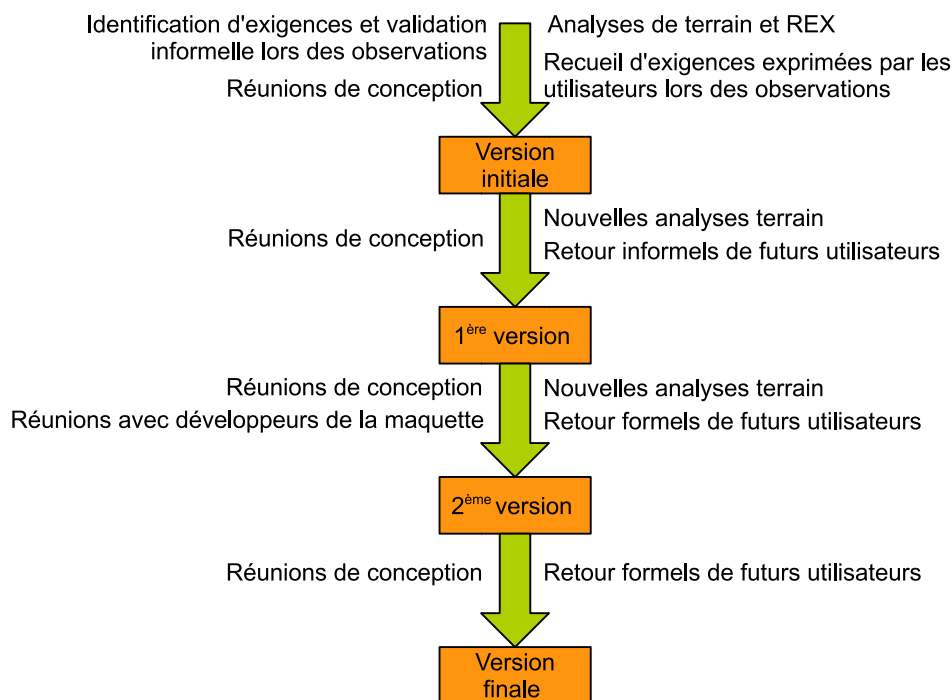 Identification d'exigences et validation
informelle lors des observations
Réunions de conception
Analyses de terrain et REX
Recueil d'exigences exprimées par les
utilisateurs lors des observations
Version
initiale
Réunions de conception
Nouvelles analyses terrain
Retour informels de futurs utilisateurs
1ère version
Réunions de conception
Réunions avec développeurs de la maquette
Nouvelles analyses terrain
Retour formels de futurs utilisateurs
2ème version
Réunions de conception
Retour formels de futurs utilisateurs
Version
finale